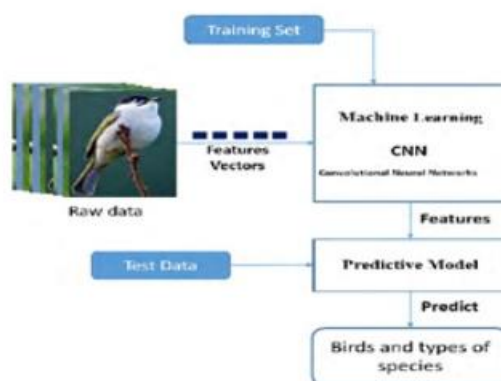 Training Set
Machine Learning
CNN
Convolutional Neural Networks
Features
Vectors
Raw data
Features
Test Data
Predictive Model
Predict
Birds and types of
species